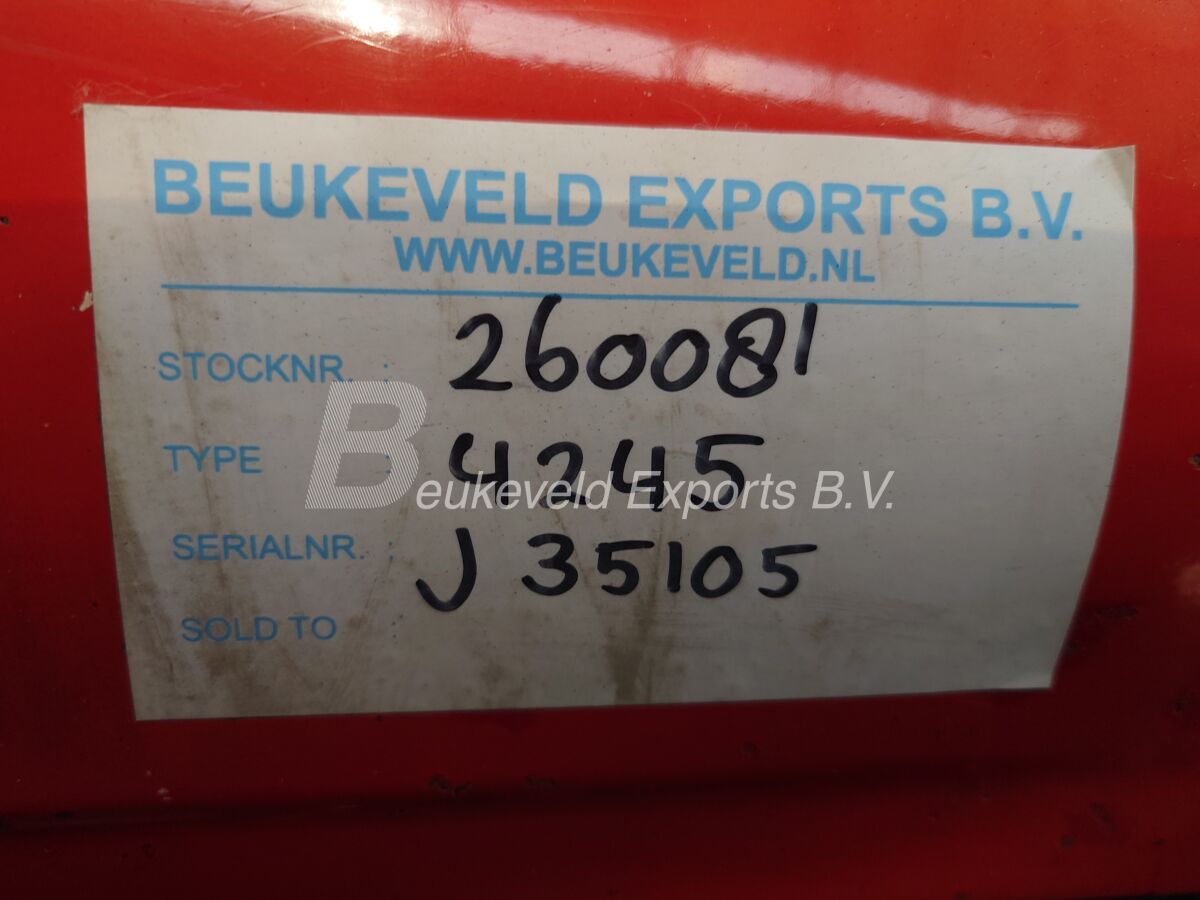 BEUKEVELD EXPORTS B.V.
WWW.BEUKEVELD.NL
STOCKNR. : 260081
TYPE : 4245
Beukeveld Exports B.V.
SERIALNR. : J 35105
SOLD TO